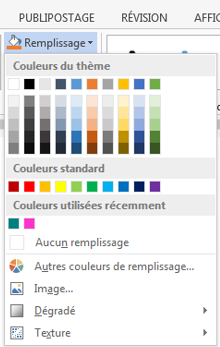 PUBLIPOSTAGE RÉVISION AFFIC
Remplissage
Couleurs du thème
Couleurs standard
Couleurs utilisées récemment
Aucun remplissage
Autres couleurs de remplissage...
Image...
Dégradé
Texture